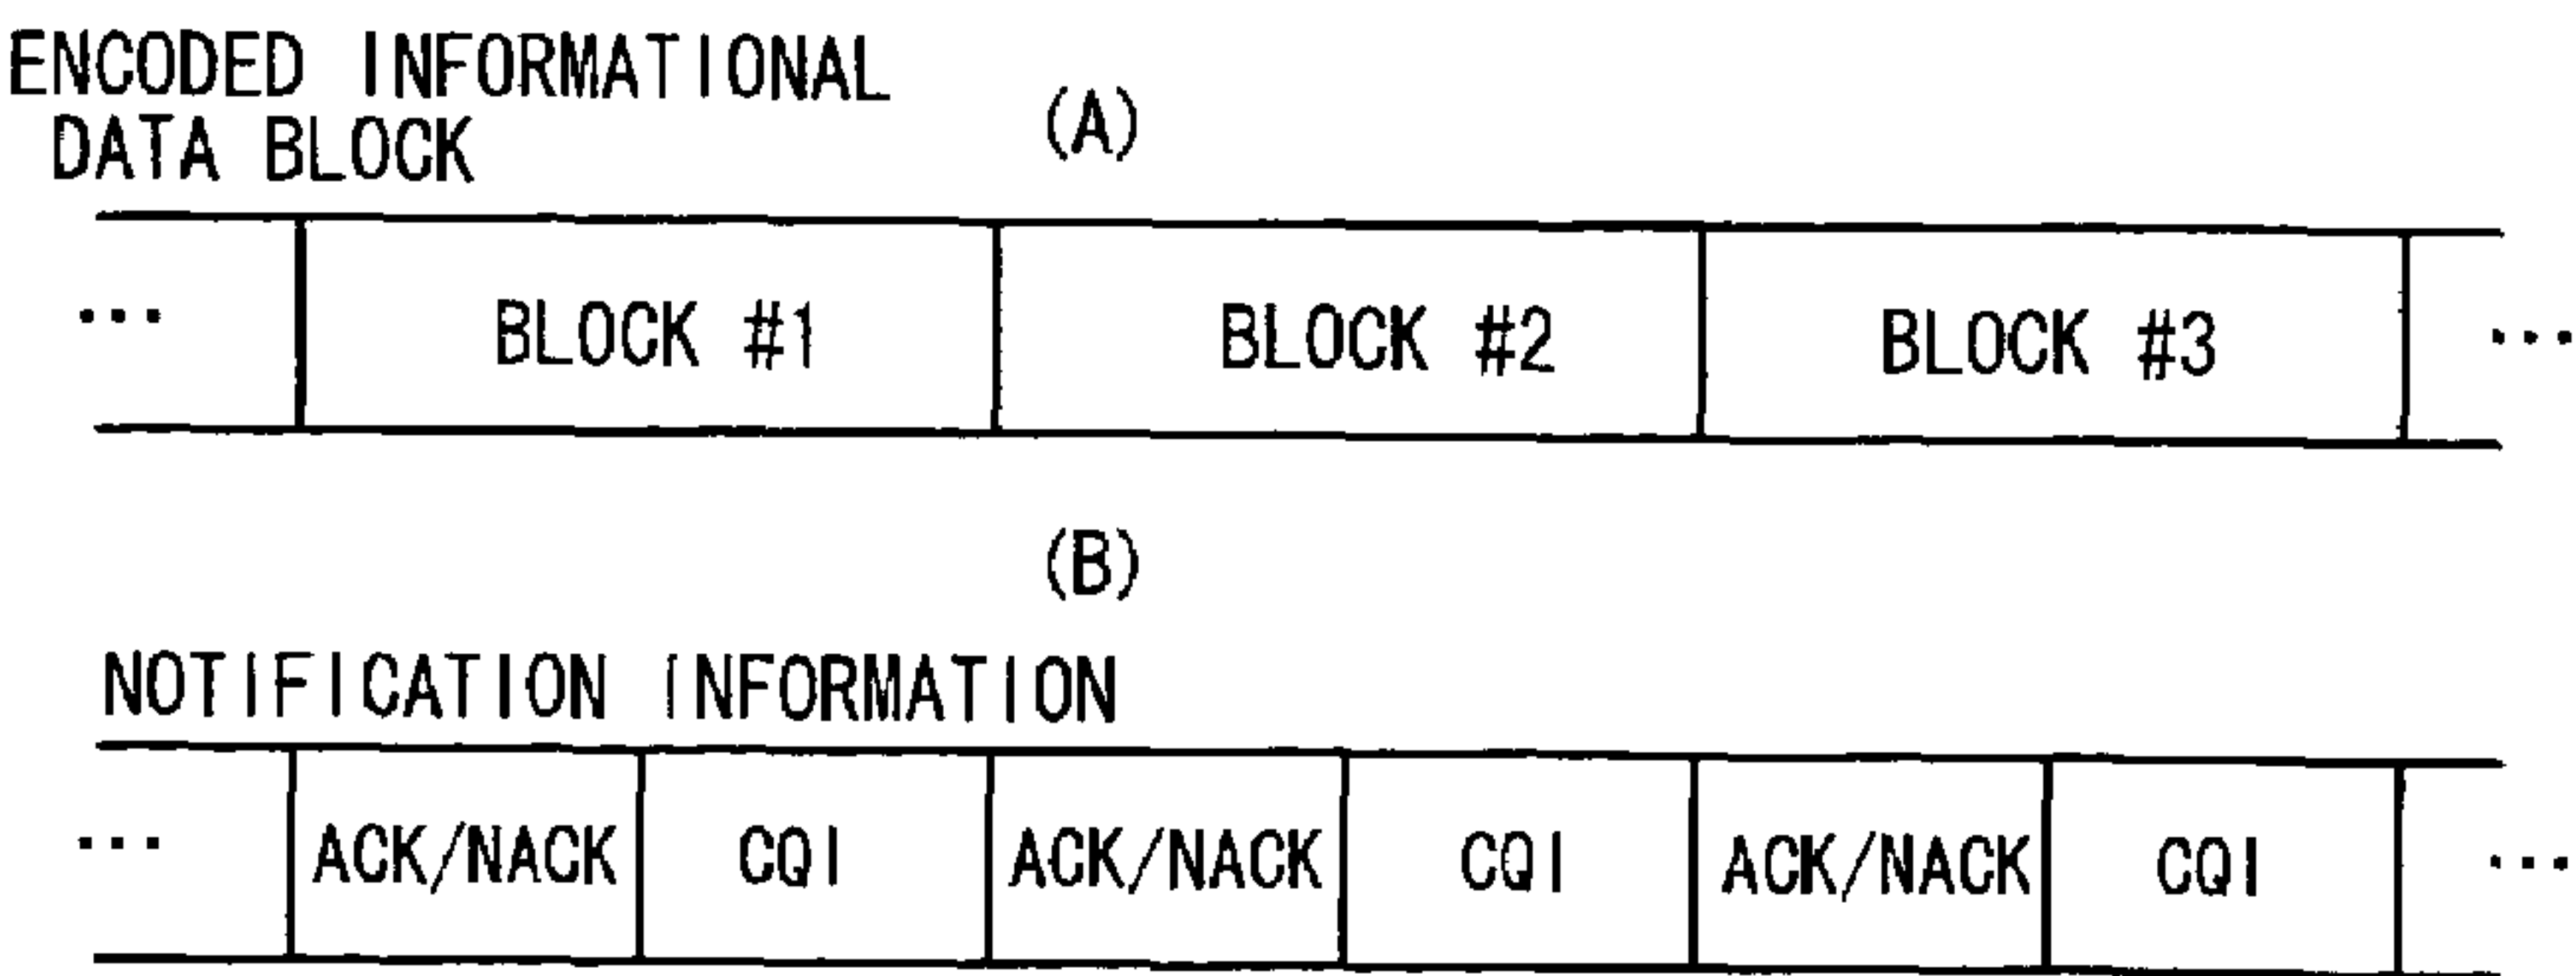 ENCODED INFORMATIONAL
DATA BLOCK
(A)
... BLOCK #1 BLOCK #2 BLOCK #3 ...
(B)
NOTIFICATION INFORMATION
... ACK/NACK CQI ACK/NACK CQI ACK/NACK CQI ...